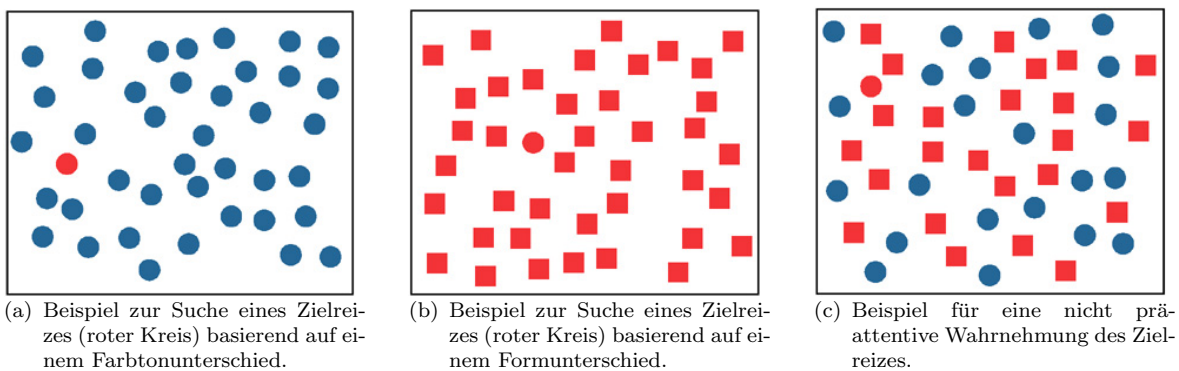 (a) Beispiel zur Suche eines Zielrei-
zes (roter Kreis) basierend auf ei-
nem Farbtonunterschied.
(b) Beispiel zur Suche eines Zielrei-
zes (roter Kreis) basierend auf ei-
nem Formunterschied.
(c) Beispiel für eine nicht prä-
attentive Wahrnehmung des Ziel-
reizes.